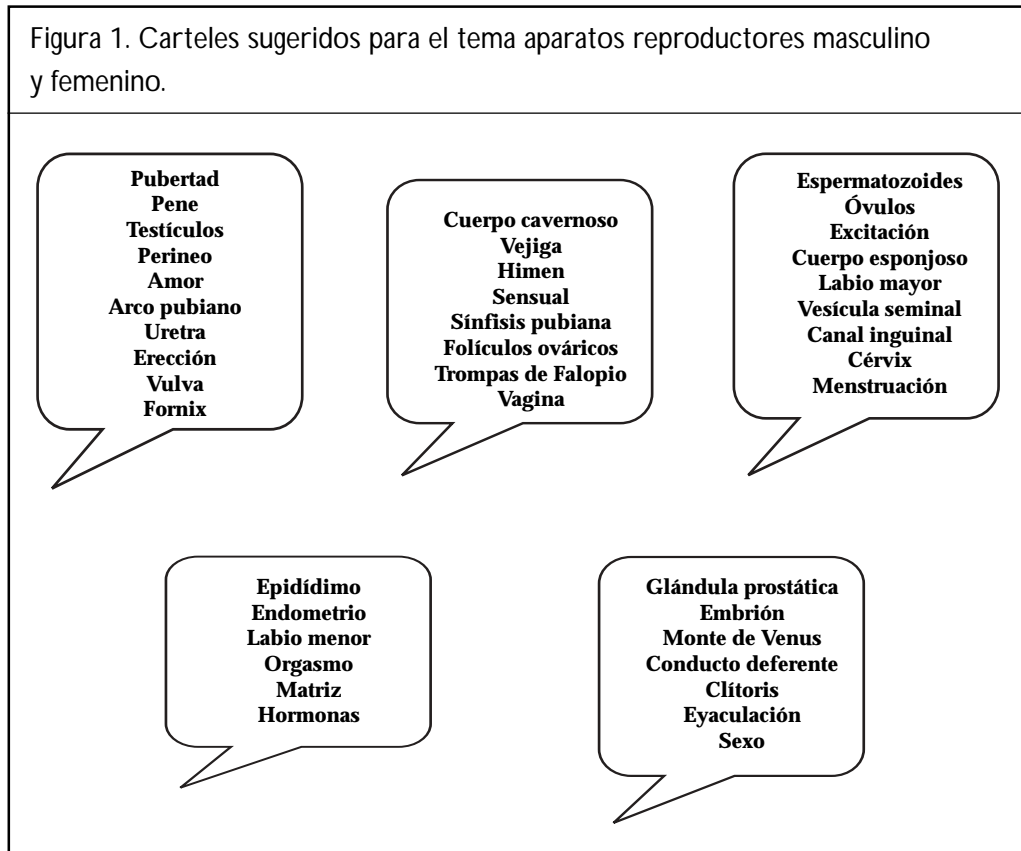 Figura 1. Carteles sugeridos para el tema aparatos reproductores masculino
y femenino.
Pubertad
Pene
Testículos
Perineo
Amor
Arco pubiano
Uretra
Erección
Vulva
Fornix
Cuerpo cavernoso
Vejiga
Himen
Sensual
Sínfisis pubiana
Folículos ováricos
Trompas de Falopio
Vagina
Espermatozoides
Óvulos
Excitación
Cuerpo esponjoso
Labio mayor
Vesícula seminal
Canal inguinal
Cérvix
Menstruación
Epidídimo
Endometrio
Labio menor
Orgasmo
Matriz
Hormonas
Glándula prostática
Embrión
Monte de Venus
Conducto deferente
Clítoris
Eyaculación
Sexo